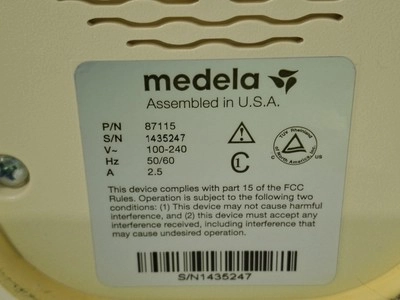 medela
Assembled in U.S.A.
P/N 87115
S/N 1435247
V~ 100-240
Hz 50/60
A 2.5
This device complies with part 15 of the FCC
Rules. Operation is subject to the following two
conditions: (1) This device may not cause harmful
interference, and (2) this device must accept any
interference received, including interference that
may cause undesired operation.
S/N1435247